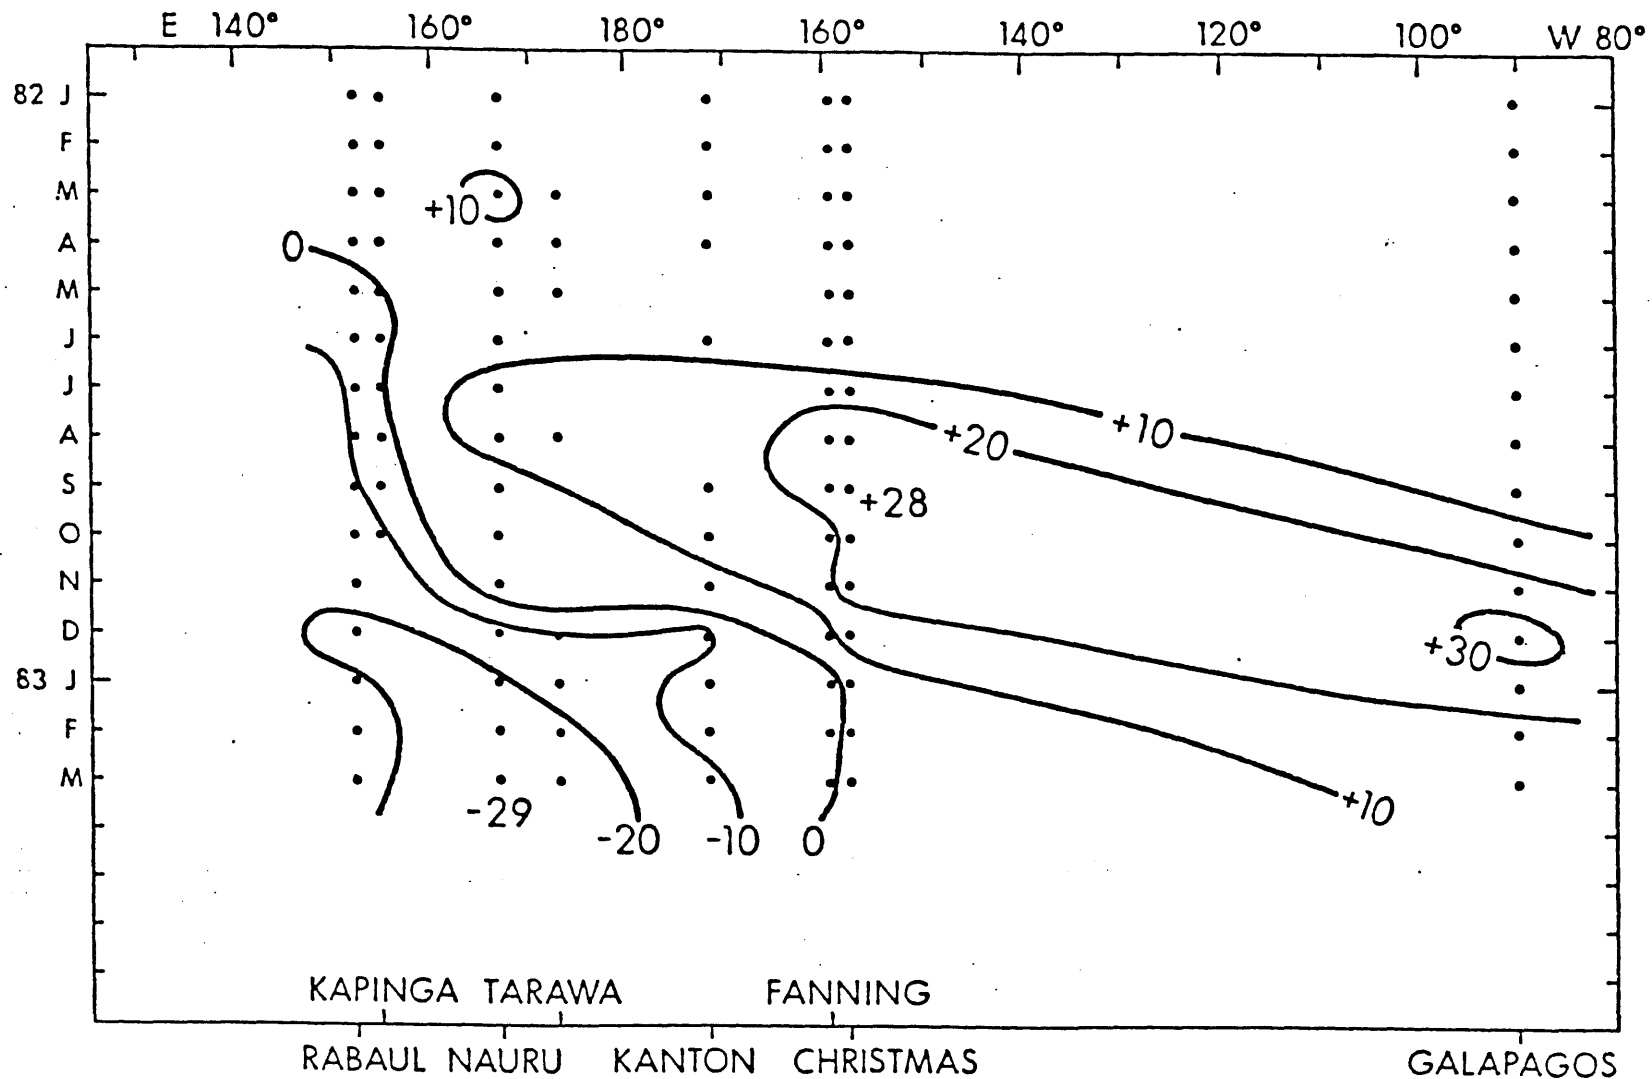 E 140° 160° 180° 160° 140° 120° 100° W 80°
82 J
F
M
+10
A
0
M
J
J
A
+10
+20
S
+28
O
N
D
+30
83 J
F
M
-29
+10
-20 -10 0
KAPINGA TARAWA FANNING
RABAUL NAURU KANTON CHRISTMAS GALAPAGOS